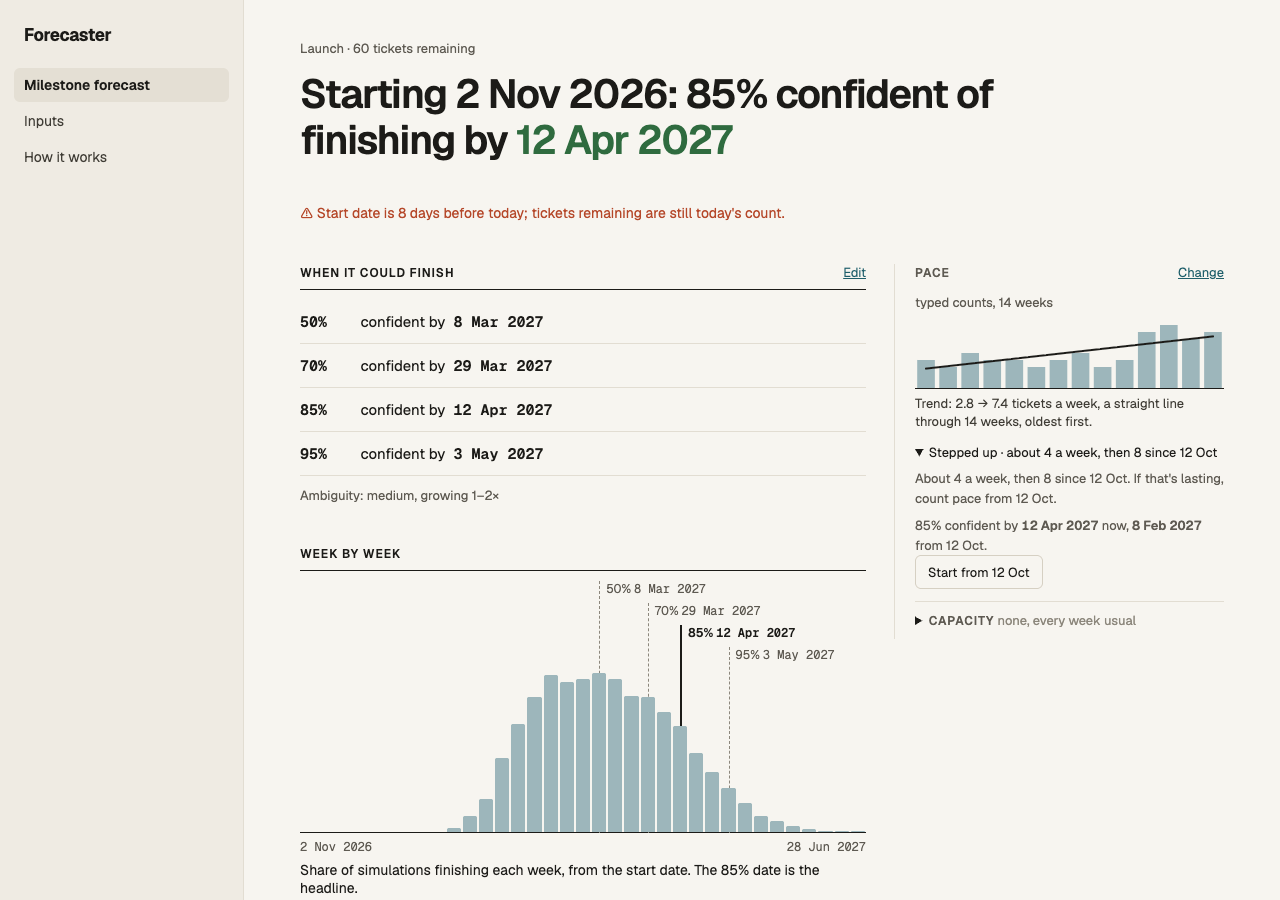 Forecaster
Milestone forecast
Inputs
How it works
Launch · 60 tickets remaining
Starting 2 Nov 2026: 85% confident of
finishing by 12 Apr 2027
⚠ Start date is 8 days before today; tickets remaining are still today's count.
WHEN IT COULD FINISH
Edit
50% confident by 8 Mar 2027
70% confident by 29 Mar 2027
85% confident by 12 Apr 2027
95% confident by 3 May 2027
Ambiguity: medium, growing 1–2×
WEEK BY WEEK
50% 8 Mar 2027
70% 29 Mar 2027
85% 12 Apr 2027
95% 3 May 2027
2 Nov 2026
28 Jun 2027
Share of simulations finishing each week, from the start date. The 85% date is the
headline.
PACE
Change
typed counts, 14 weeks
Trend: 2.8 → 7.4 tickets a week, a straight line
through 14 weeks, oldest first.
▼ Stepped up · about 4 a week, then 8 since 12 Oct
About 4 a week, then 8 since 12 Oct. If that's lasting,
count pace from 12 Oct.
85% confident by 12 Apr 2027 now, 8 Feb 2027
from 12 Oct.
Start from 12 Oct
▶ CAPACITY none, every week usual